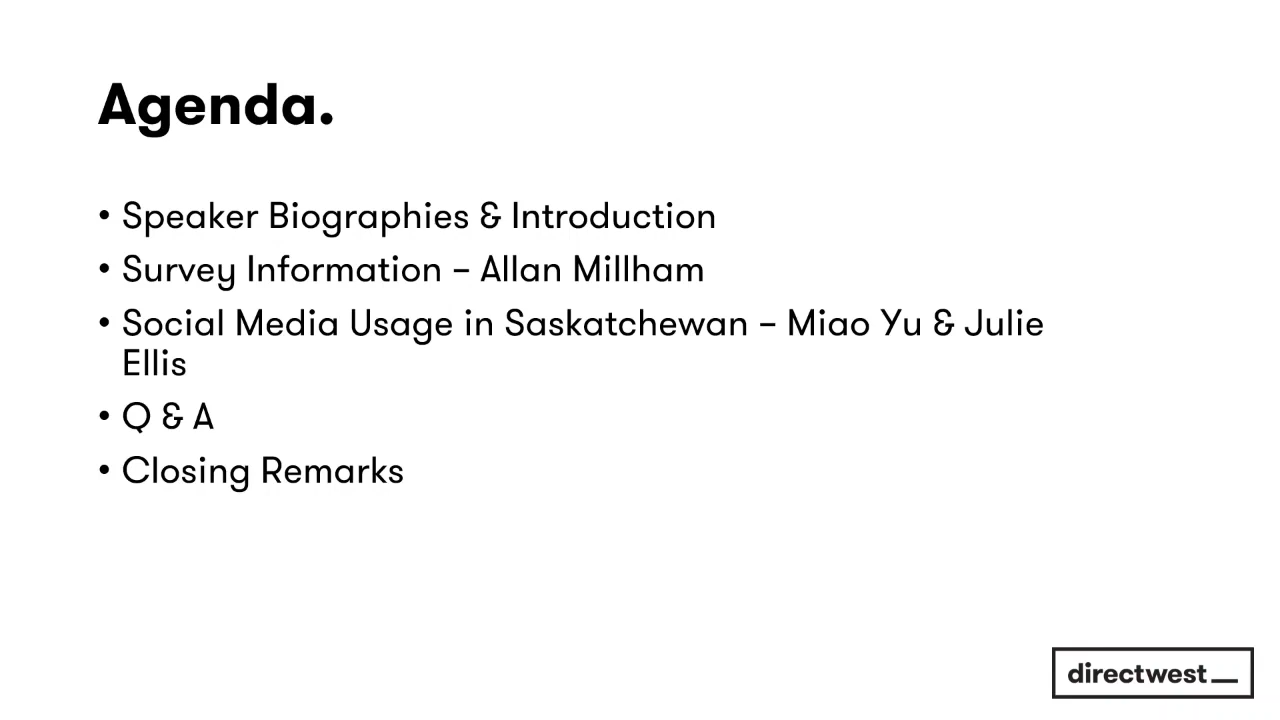 Agenda.
• Speaker Biographies & Introduction
• Survey Information – Allan Millham
• Social Media Usage in Saskatchewan – Miao Yu & Julie
Ellis
• Q & A
• Closing Remarks
directwest__